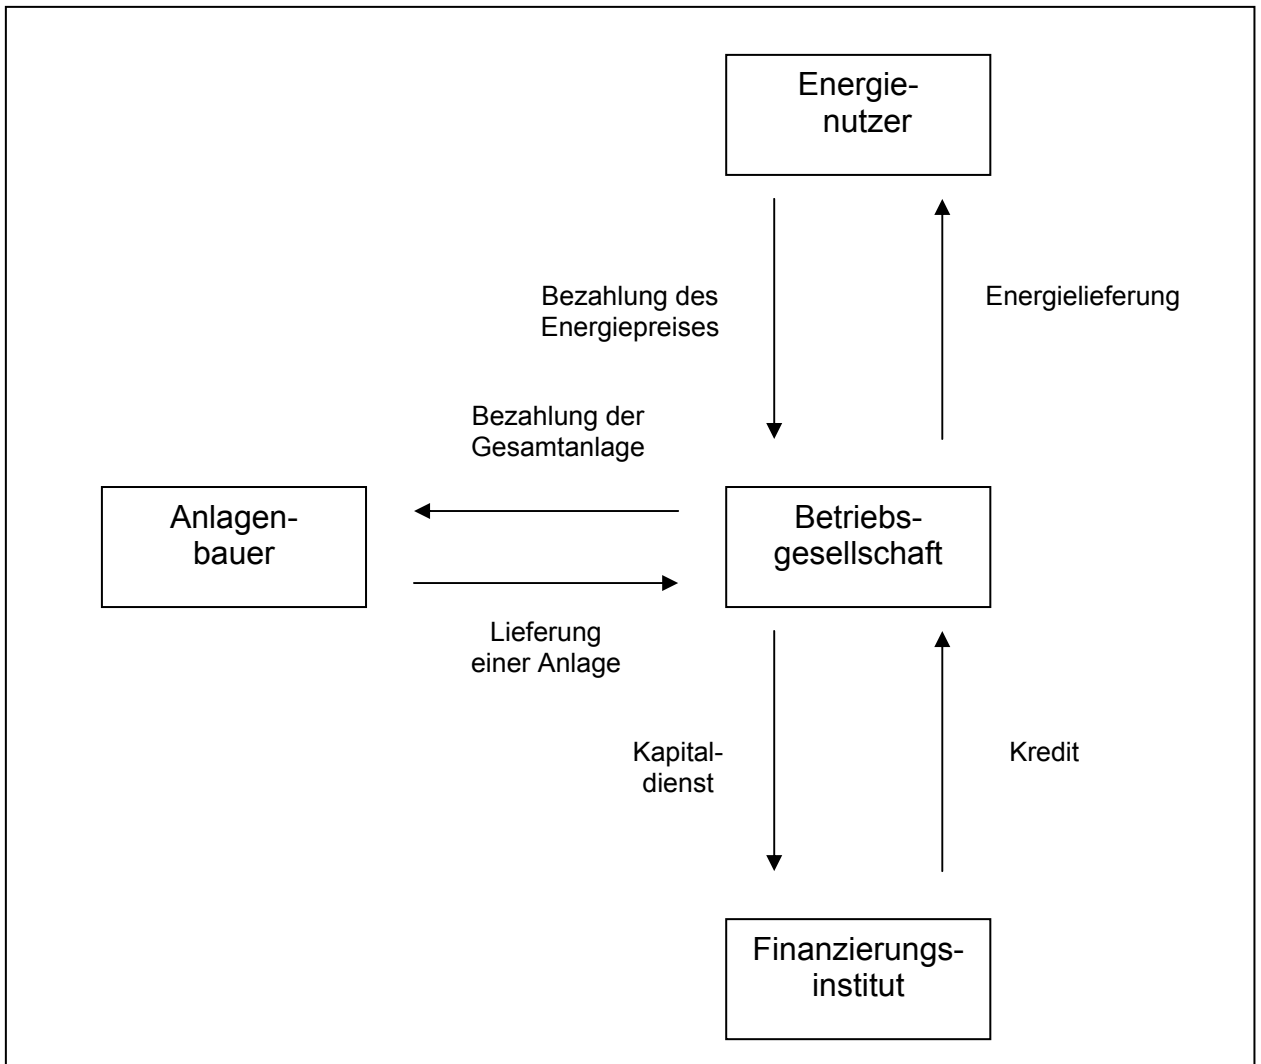 Energie-
nutzer
Bezahlung des
Energiepreises
Energielieferung
Bezahlung der
Gesamtanlage
Anlagen-
bauer
Betriebs-
gesellschaft
Lieferung
einer Anlage
Kapital-
dienst
Kredit
Finanzierungs-
institut